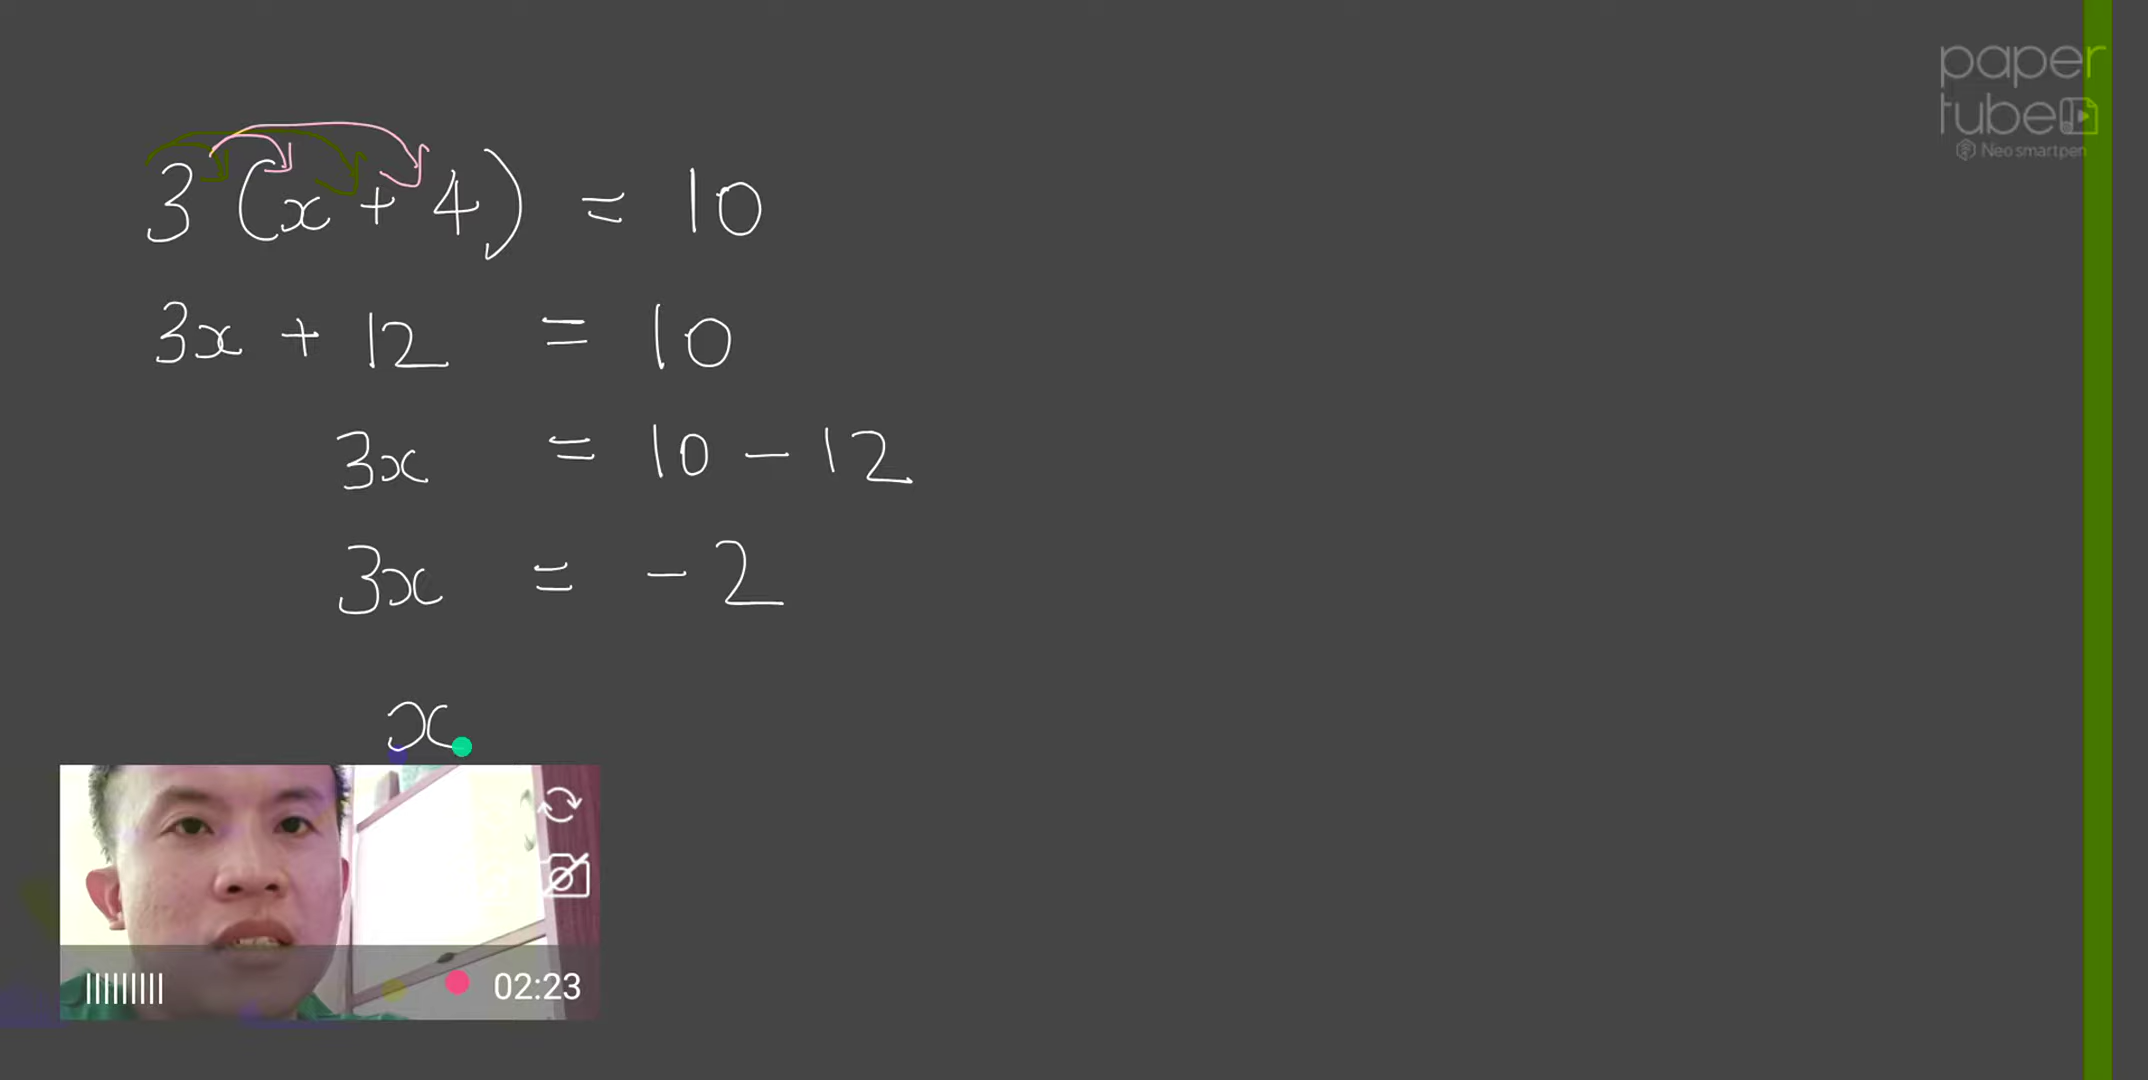 paper
tube
Neo smartpen
3(x + 4) = 10
3x + 12 = 10
3x = 10 - 12
3x = -2
x
02:23